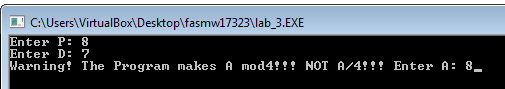 C:\Users\VirtualBox\Desktop\fasmw17323\lab_3.EXE
Enter P: 8
Enter D: 7
Warning! The Program makes A mod4!!! NOT A/4!!! Enter A: 8_